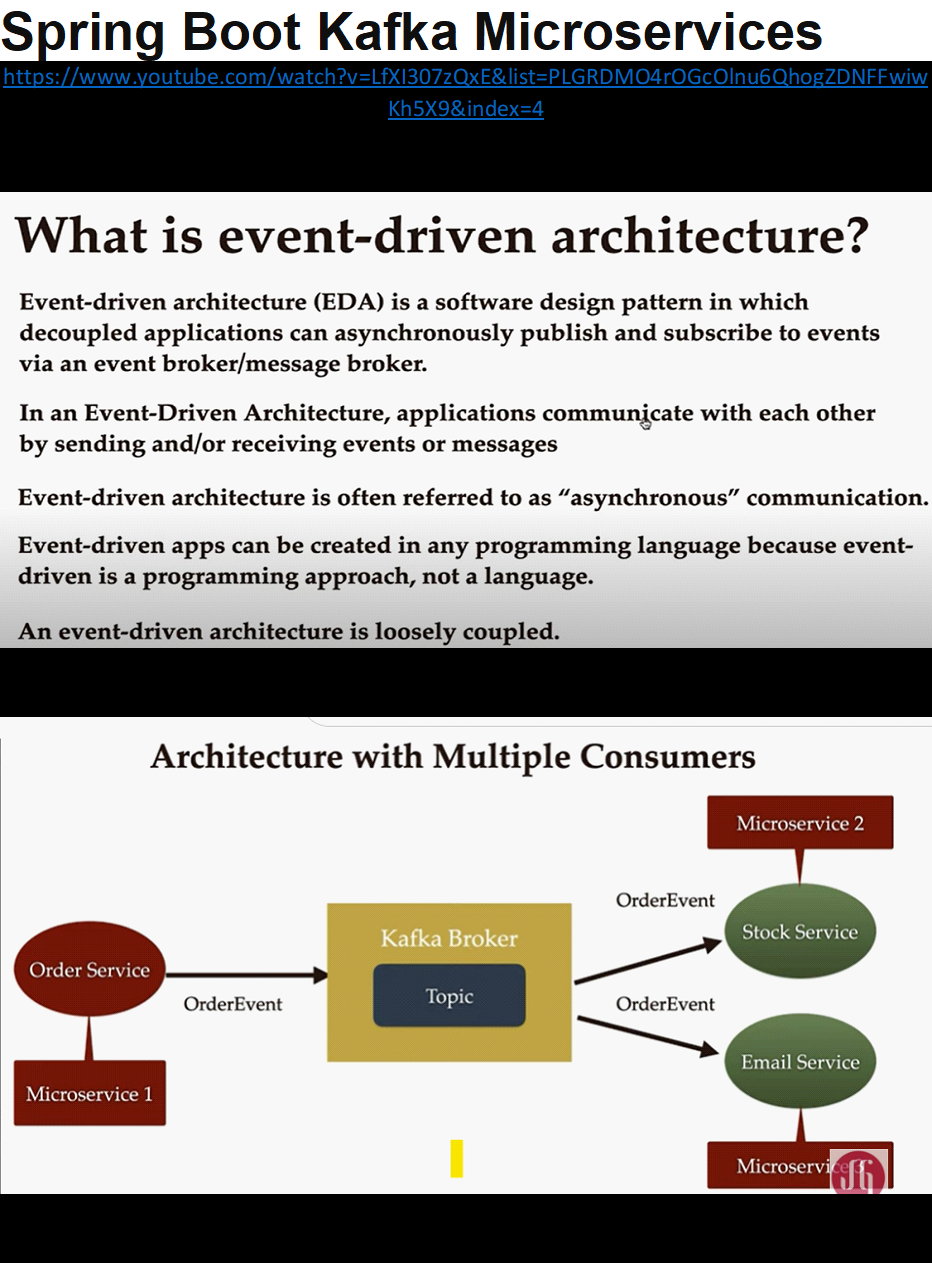 Spring Boot Kafka Microservices
https://www.youtube.com/watch?v=LfXI307zQxE&list=PLGRDMO4rOGcOlnu6QhogZDNFFwiw
Kh5X9&index=4
What is event-driven architecture?
Event-driven architecture (EDA) is a software design pattern in which
decoupled applications can asynchronously publish and subscribe to events
via an event broker/message broker.
In an Event-Driven Architecture, applications communicate with each other
by sending and/or receiving events or messages
Event-driven architecture is often referred to as “asynchronous” communication.
Event-driven apps can be created in any programming language because event-
driven is a programming approach, not a language.
An event-driven architecture is loosely coupled.
Architecture with Multiple Consumers
Microservice 2
OrderEvent
Stock Service
Kafka Broker
Order Service
Topic
OrderEvent
OrderEvent
Email Service
Microservice 1
Microservice 3